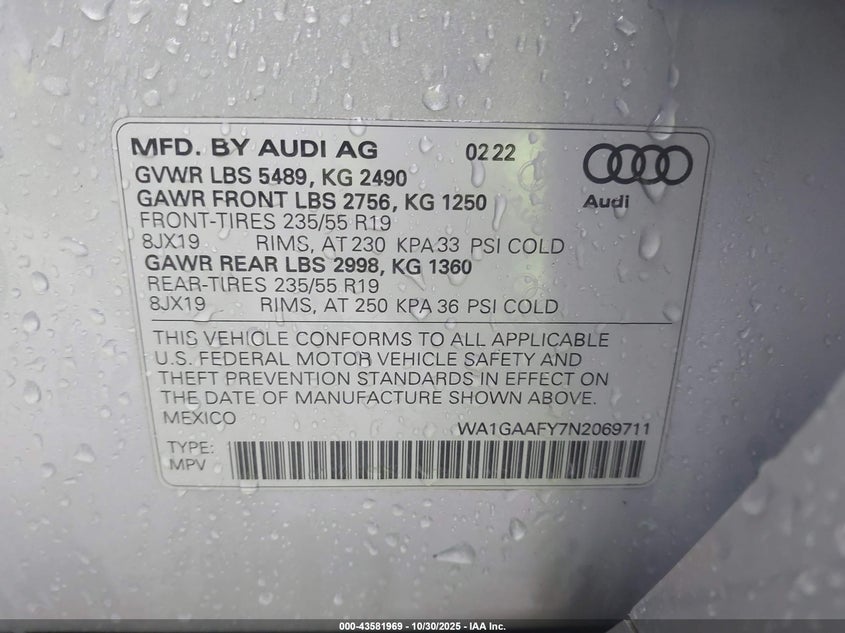 MFD. BY AUDI AG 02 22
GVWR LBS 5489, KG 2490
GAWR FRONT LBS 2756, KG 1250
Audi
FRONT-TIRES 235/55 R19
8JX19 RIMS, AT 230 KPA 33 PSI COLD
GAWR REAR LBS 2998, KG 1360
REAR-TIRES 235/55 R19
8JX19 RIMS, AT 250 KPA 36 PSI COLD
THIS VEHICLE CONFORMS TO ALL APPLICABLE
U.S. FEDERAL MOTOR VEHICLE SAFETY AND
THEFT PREVENTION STANDARDS IN EFFECT ON
THE DATE OF MANUFACTURE SHOWN ABOVE.
MEXICO
WA1GAAFY7N2069711
TYPE:
MPV
000-43581969 - 10/30/2025 - IAA Inc.